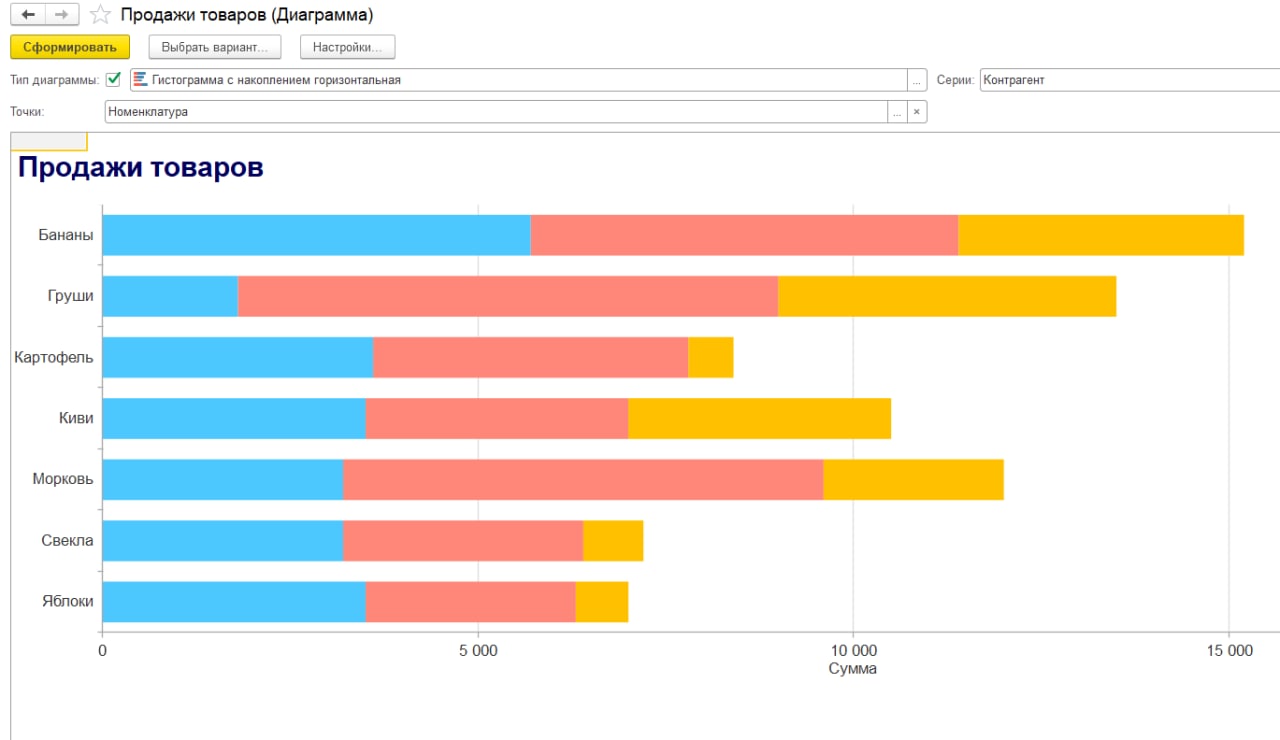 Продажи товаров (Диаграмма)
Сформировать Выбрать вариант... Настройки...
Тип диаграммы: Гистограмма с накоплением горизонтальная ... Серии: Контрагент
Точки: Номенклатура ... ×
Продажи товаров
Бананы
Груши
Картофель
Киви
Морковь
Свекла
Яблоки
0 5 000 10 000 15 000
Сумма